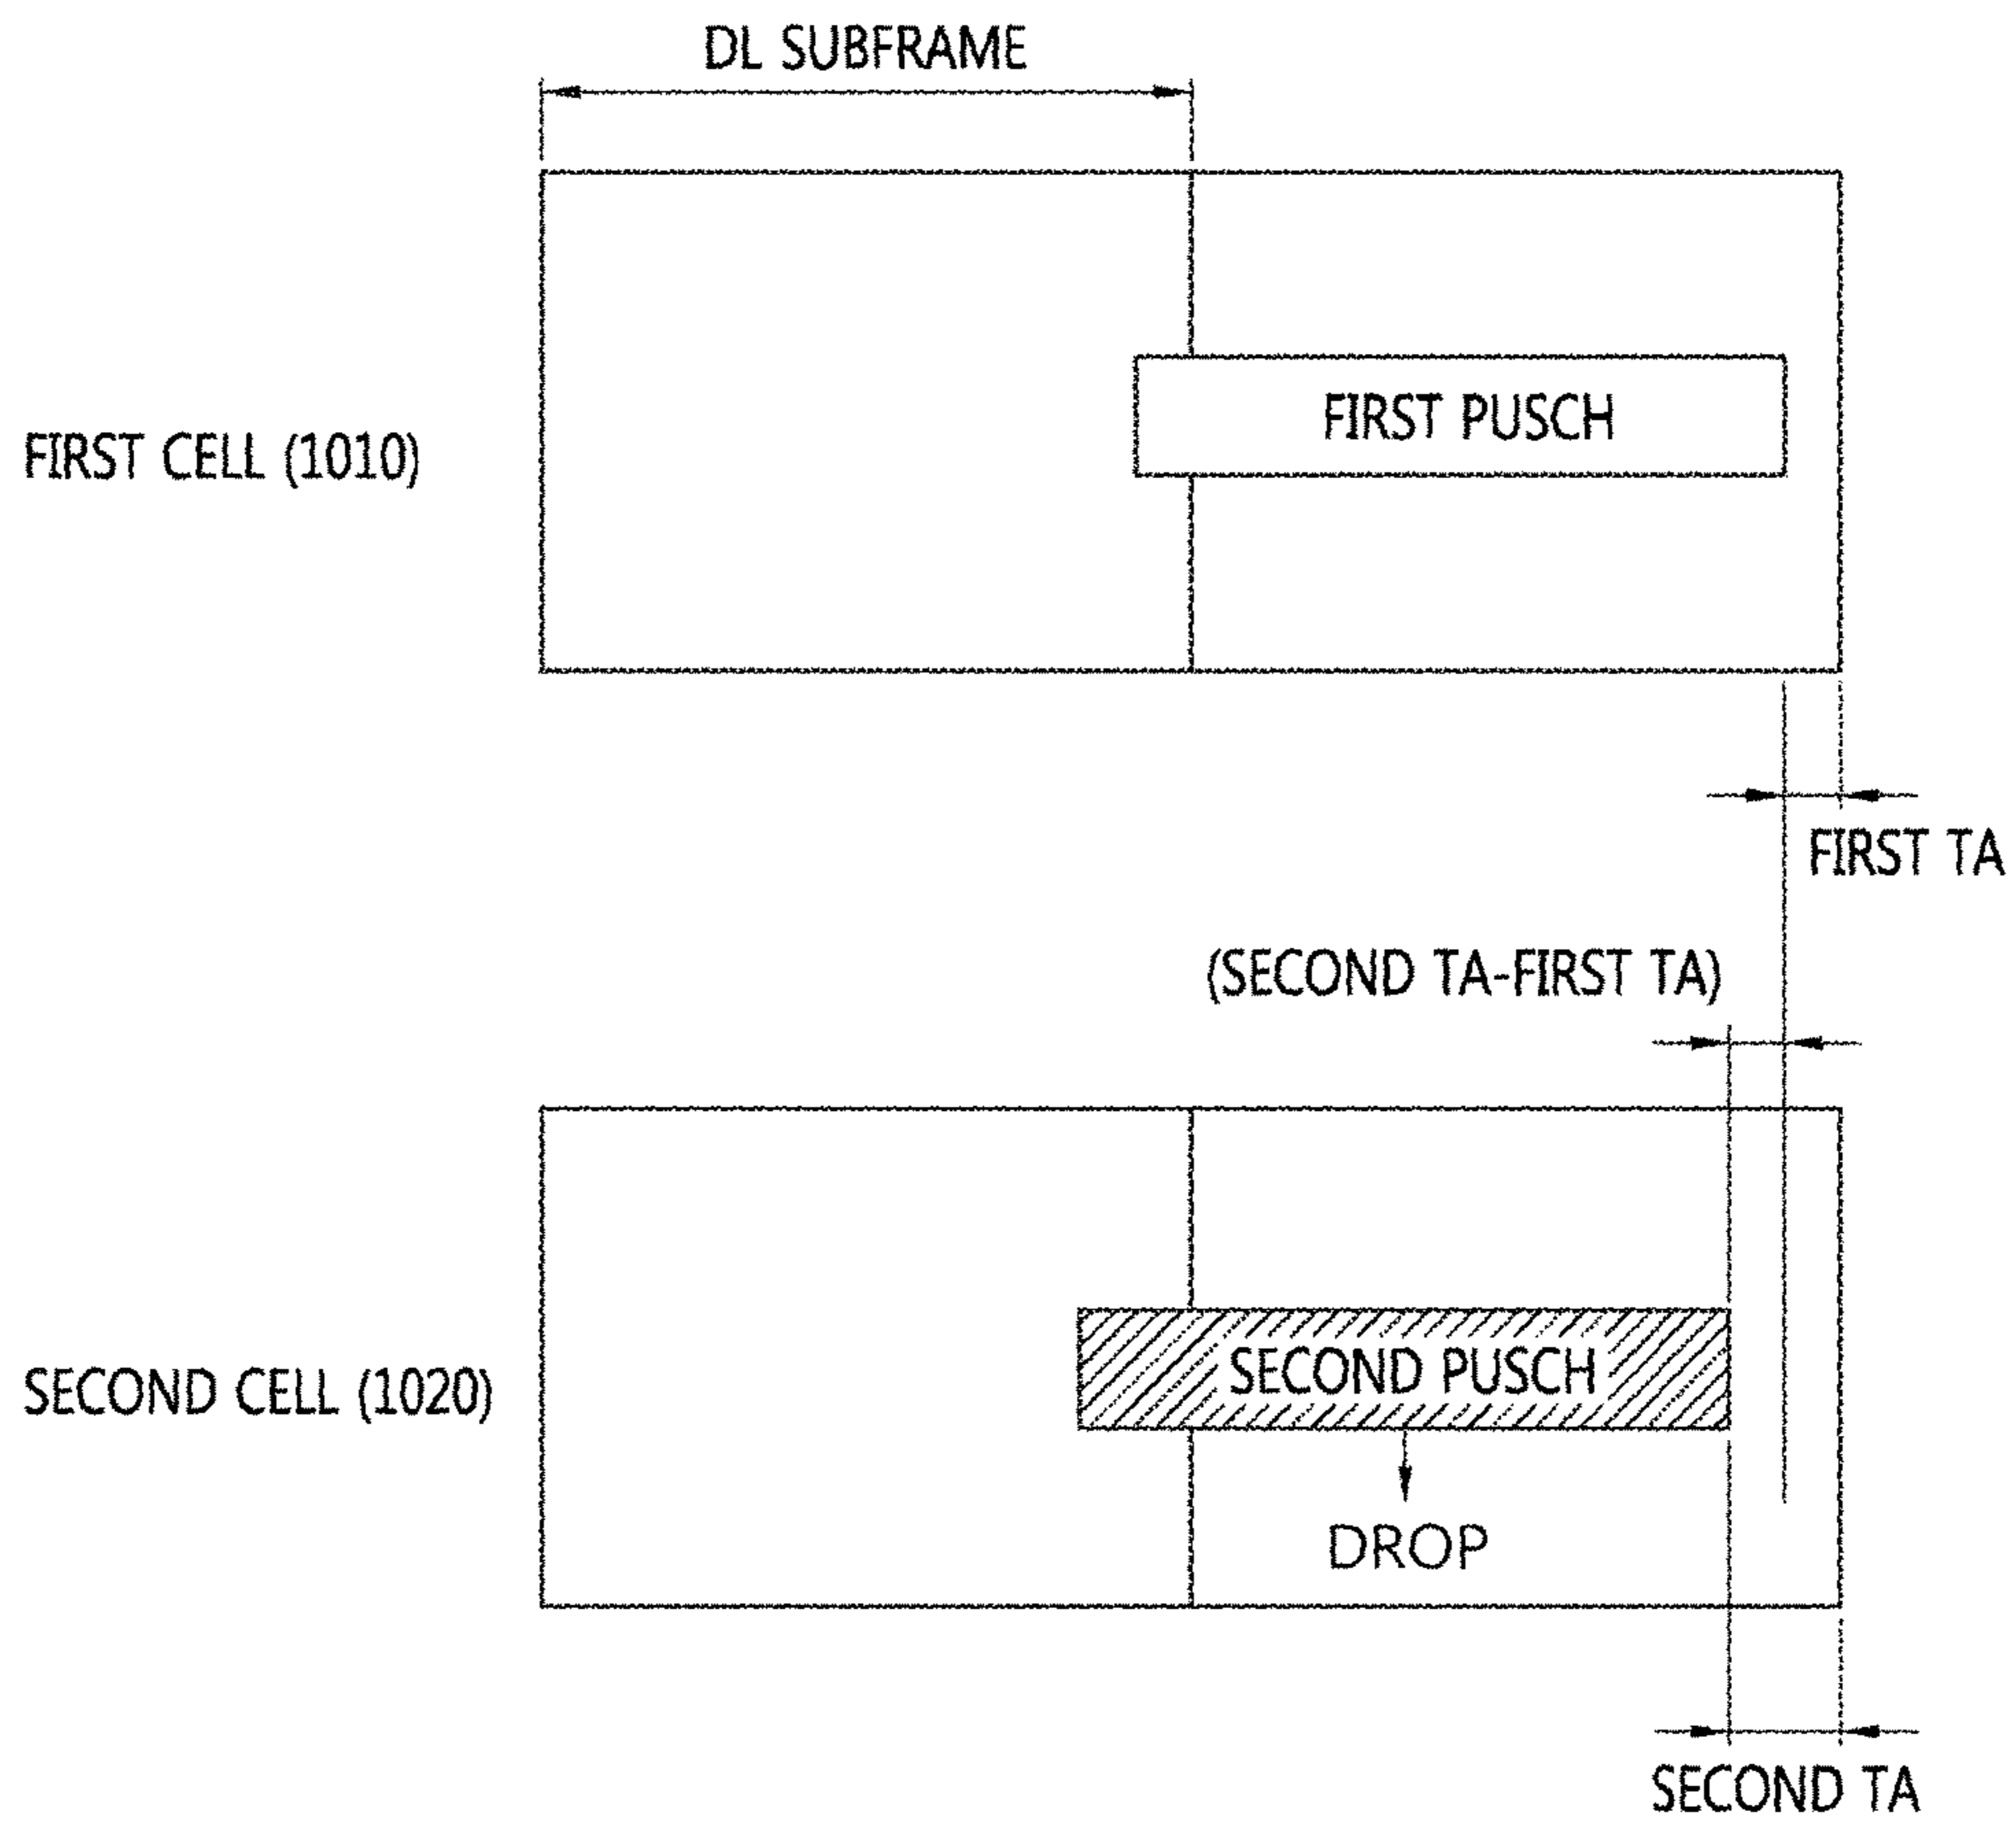 DL SUBFRAME
FIRST PUSCH
FIRST CELL (1010)
FIRST TA
(SECOND TA-FIRST TA)
SECOND PUSCH
SECOND CELL (1020)
DROP
SECOND TA